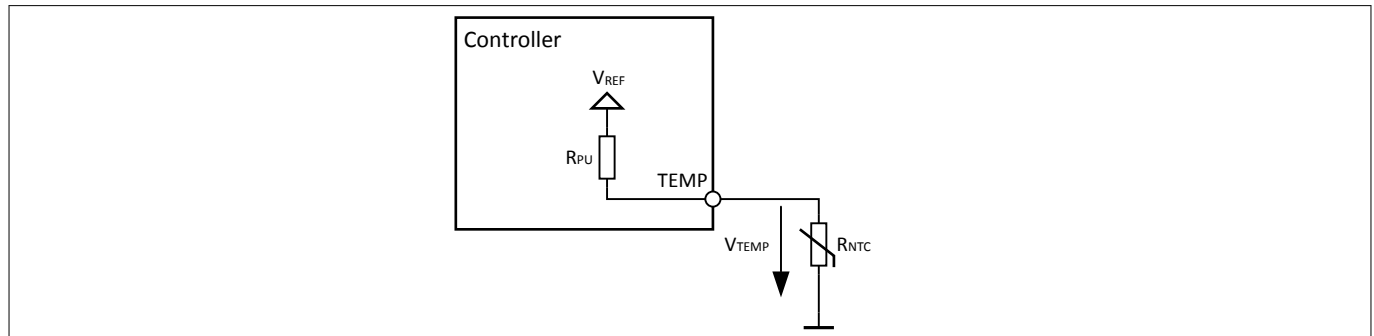 Controller
VREF
RPU
TEMP
VTEMP
RNTC